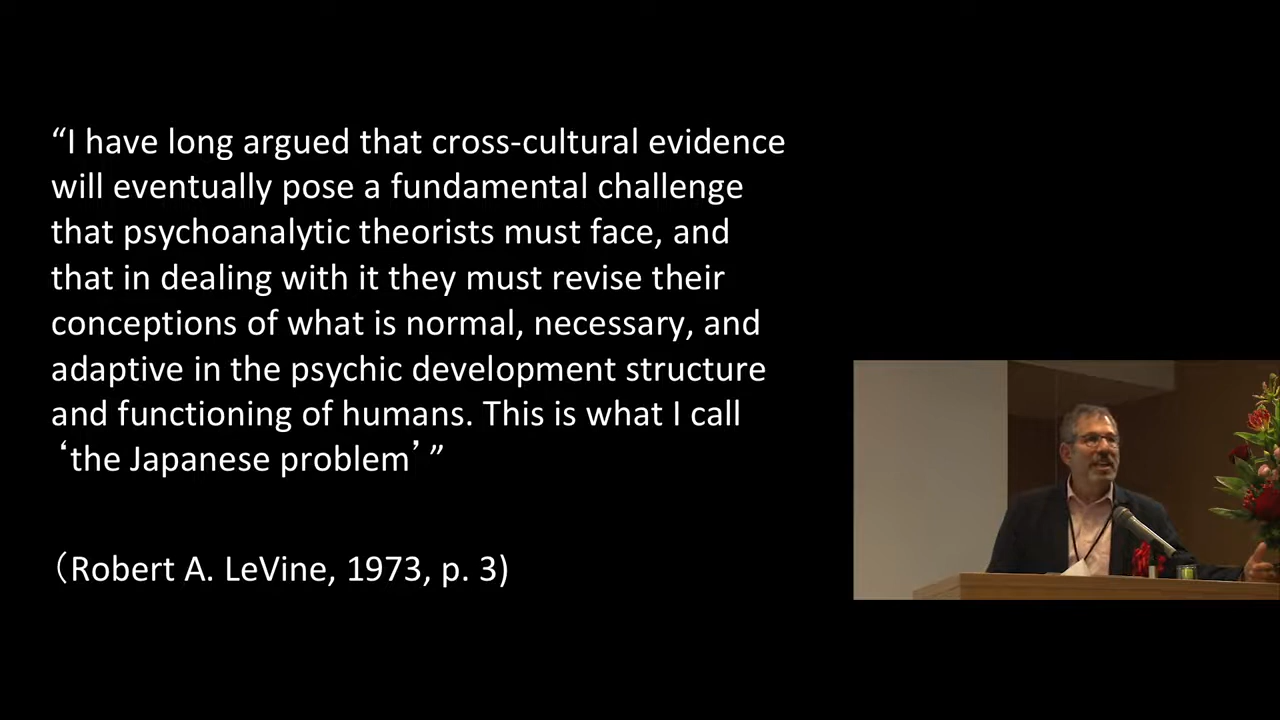 “I have long argued that cross-cultural evidence
will eventually pose a fundamental challenge
that psychoanalytic theorists must face, and
that in dealing with it they must revise their
conceptions of what is normal, necessary, and
adaptive in the psychic development structure
and functioning of humans. This is what I call
‘the Japanese problem’ ”
（Robert A. LeVine, 1973, p. 3)